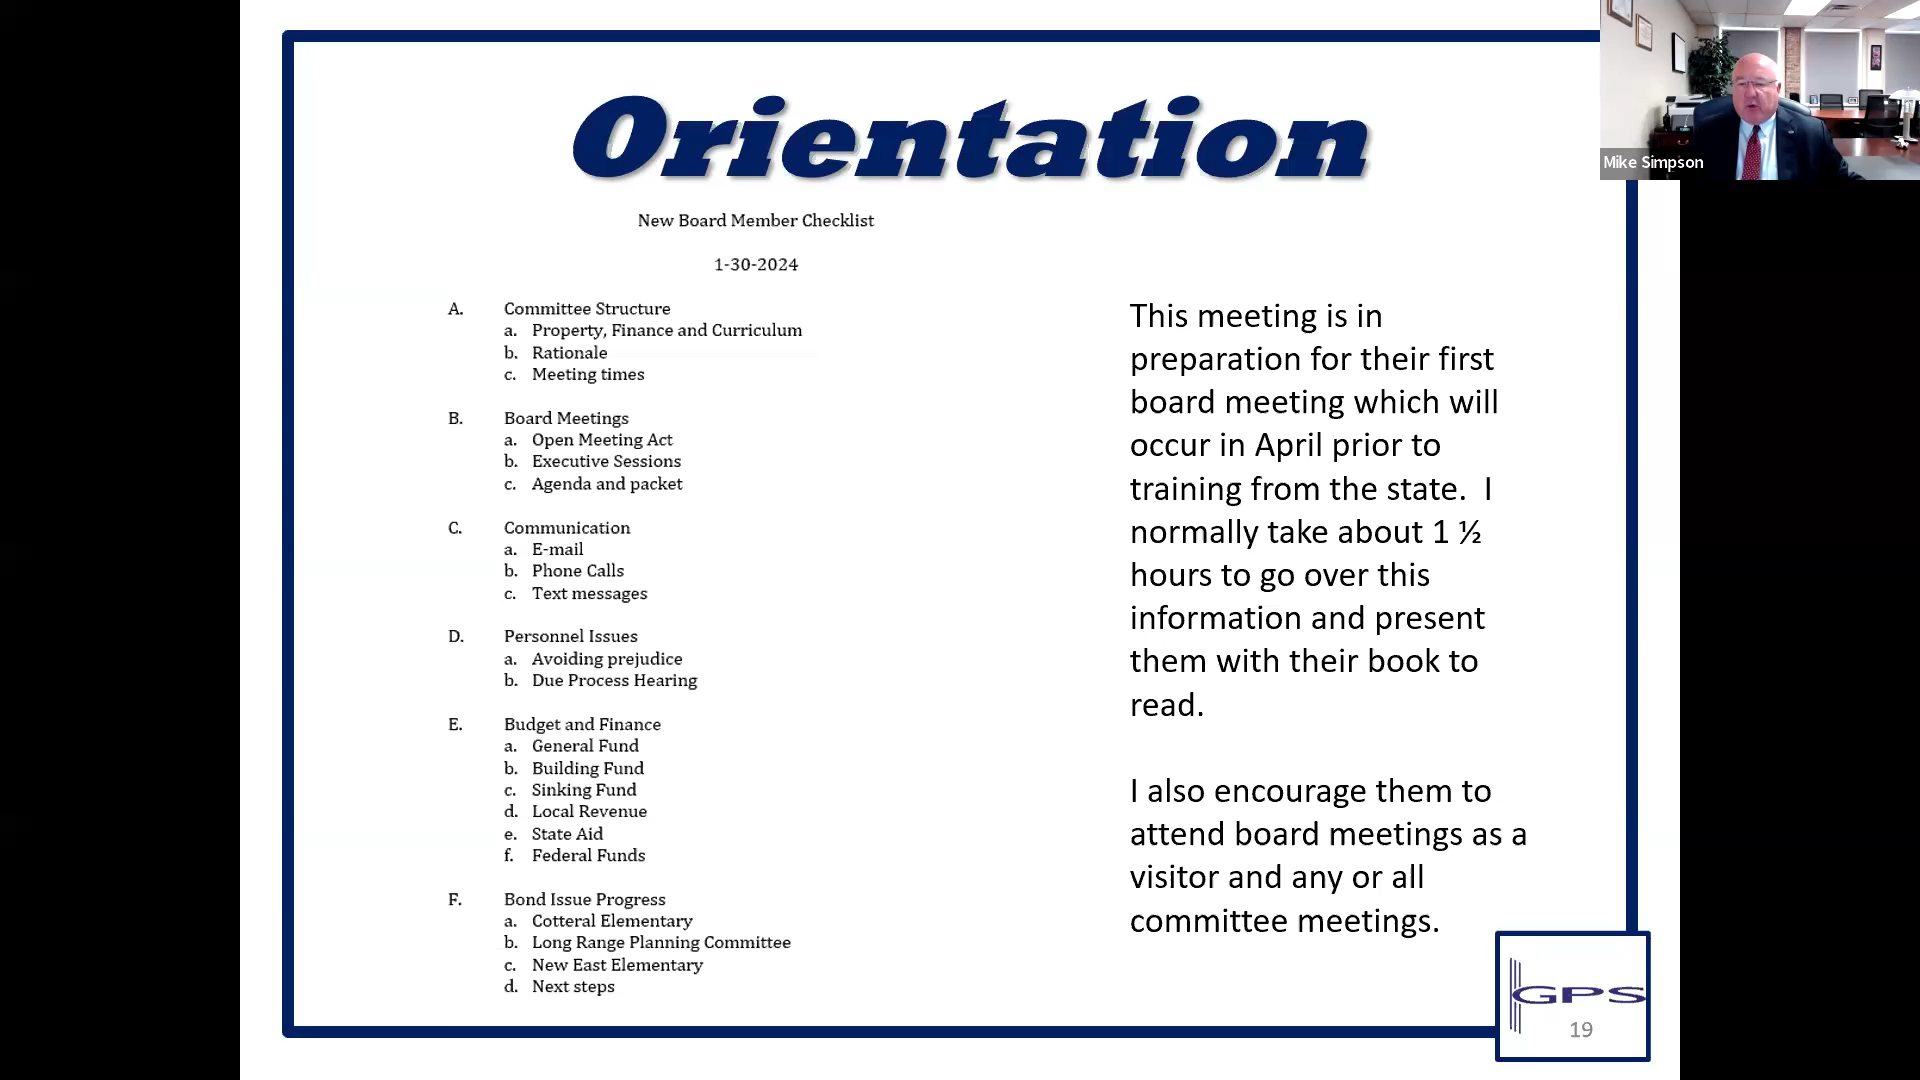 Orientation
Mike Simpson
New Board Member Checklist
1-30-2024
A. Committee Structure
a. Property, Finance and Curriculum
b. Rationale
c. Meeting times
B. Board Meetings
a. Open Meeting Act
b. Executive Sessions
c. Agenda and packet
C. Communication
a. E-mail
b. Phone Calls
c. Text messages
D. Personnel Issues
a. Avoiding prejudice
b. Due Process Hearing
E. Budget and Finance
a. General Fund
b. Building Fund
c. Sinking Fund
d. Local Revenue
e. State Aid
f. Federal Funds
F. Bond Issue Progress
a. Cotteral Elementary
b. Long Range Planning Committee
c. New East Elementary
d. Next steps
This meeting is in
preparation for their first
board meeting which will
occur in April prior to
training from the state.  I
normally take about 1 ½
hours to go over this
information and present
them with their book to
read.
I also encourage them to
attend board meetings as a
visitor and any or all
committee meetings.
GPS
19